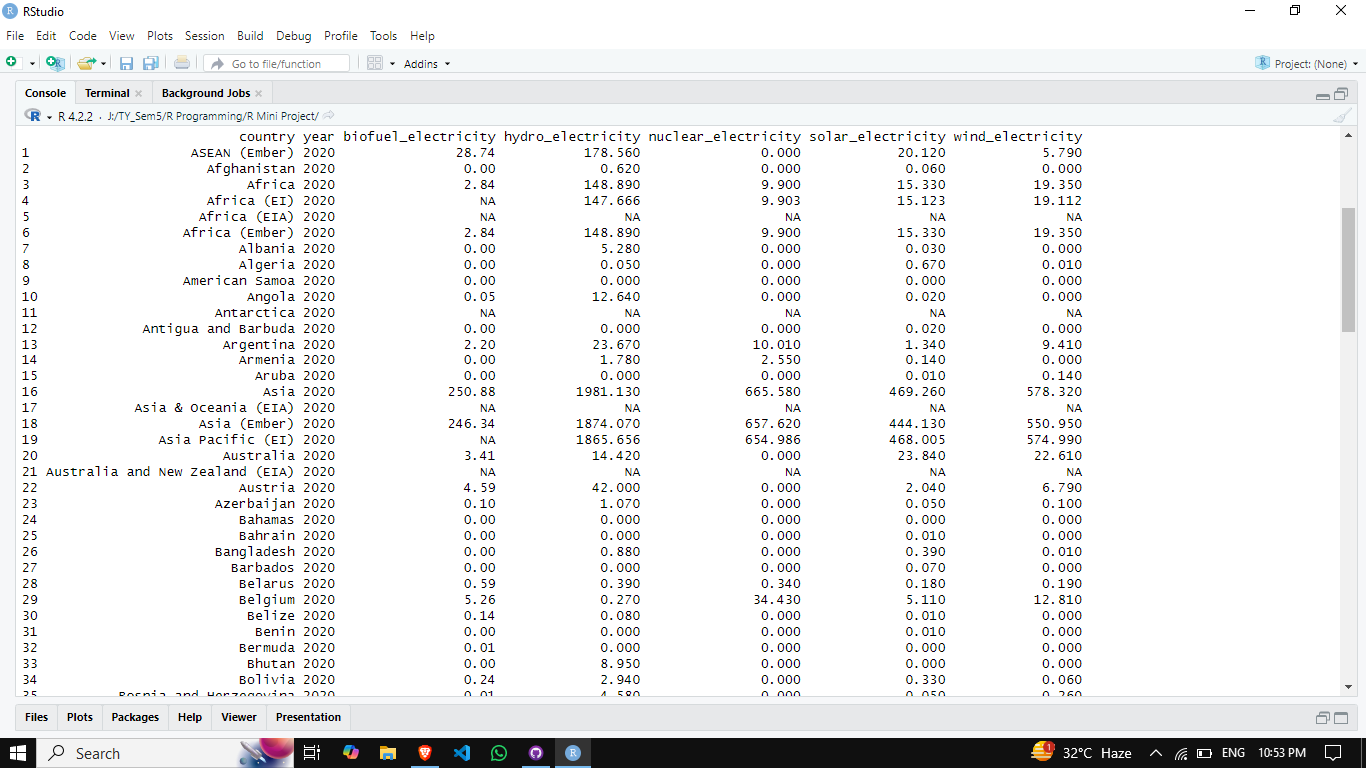 RStudio
File Edit Code View Plots Session Build Debug Profile Tools Help
Go to file/function Addins Project: (None)
Console Terminal Background Jobs
R 4.2.2 · J:/TY_Sem5/R Programming/R Mini Project/
country year biofuel_electricity hydro_electricity nuclear_electricity solar_electricity wind_electricity
1 ASEAN (Ember) 2020 28.74 178.560 0.000 20.120 5.790
2 Afghanistan 2020 0.00 0.620 0.000 0.060 0.000
3 Africa 2020 2.84 148.890 9.900 15.330 19.350
4 Africa (EI) 2020 NA 147.666 9.903 15.123 19.112
5 Africa (EIA) 2020 NA NA NA NA NA
6 Africa (Ember) 2020 2.84 148.890 9.900 15.330 19.350
7 Albania 2020 0.00 5.280 0.000 0.030 0.000
8 Algeria 2020 0.00 0.050 0.000 0.670 0.010
9 American Samoa 2020 0.00 0.000 0.000 0.000 0.000
10 Angola 2020 0.05 12.640 0.000 0.020 0.000
11 Antarctica 2020 NA NA NA NA NA
12 Antigua and Barbuda 2020 0.00 0.000 0.000 0.020 0.000
13 Argentina 2020 2.20 23.670 10.010 1.340 9.410
14 Armenia 2020 0.00 1.780 2.550 0.140 0.000
15 Aruba 2020 0.00 0.000 0.000 0.010 0.140
16 Asia 2020 250.88 1981.130 665.580 469.260 578.320
17 Asia & Oceania (EIA) 2020 NA NA NA NA NA
18 Asia (Ember) 2020 246.34 1874.070 657.620 444.130 550.950
19 Asia Pacific (EI) 2020 NA 1865.656 654.986 468.005 574.990
20 Australia 2020 3.41 14.420 0.000 23.840 22.610
21 Australia and New Zealand (EIA) 2020 NA NA NA NA NA
22 Austria 2020 4.59 42.000 0.000 2.040 6.790
23 Azerbaijan 2020 0.10 1.070 0.000 0.050 0.100
24 Bahamas 2020 0.00 0.000 0.000 0.000 0.000
25 Bahrain 2020 0.00 0.000 0.000 0.010 0.000
26 Bangladesh 2020 0.00 0.880 0.000 0.390 0.010
27 Barbados 2020 0.00 0.000 0.000 0.070 0.000
28 Belarus 2020 0.59 0.390 0.340 0.180 0.190
29 Belgium 2020 5.26 0.270 34.430 5.110 12.810
30 Belize 2020 0.14 0.080 0.000 0.010 0.000
31 Benin 2020 0.00 0.000 0.000 0.010 0.000
32 Bermuda 2020 0.01 0.000 0.000 0.000 0.000
33 Bhutan 2020 0.00 8.950 0.000 0.000 0.000
34 Bolivia 2020 0.24 2.940 0.000 0.330 0.060
35 Bosnia and Herzegovina 2020 0.01 4.580 0.000 0.050 0.260
Files Plots Packages Help Viewer Presentation
Search 1 32°C Haze ENG 10:53 PM